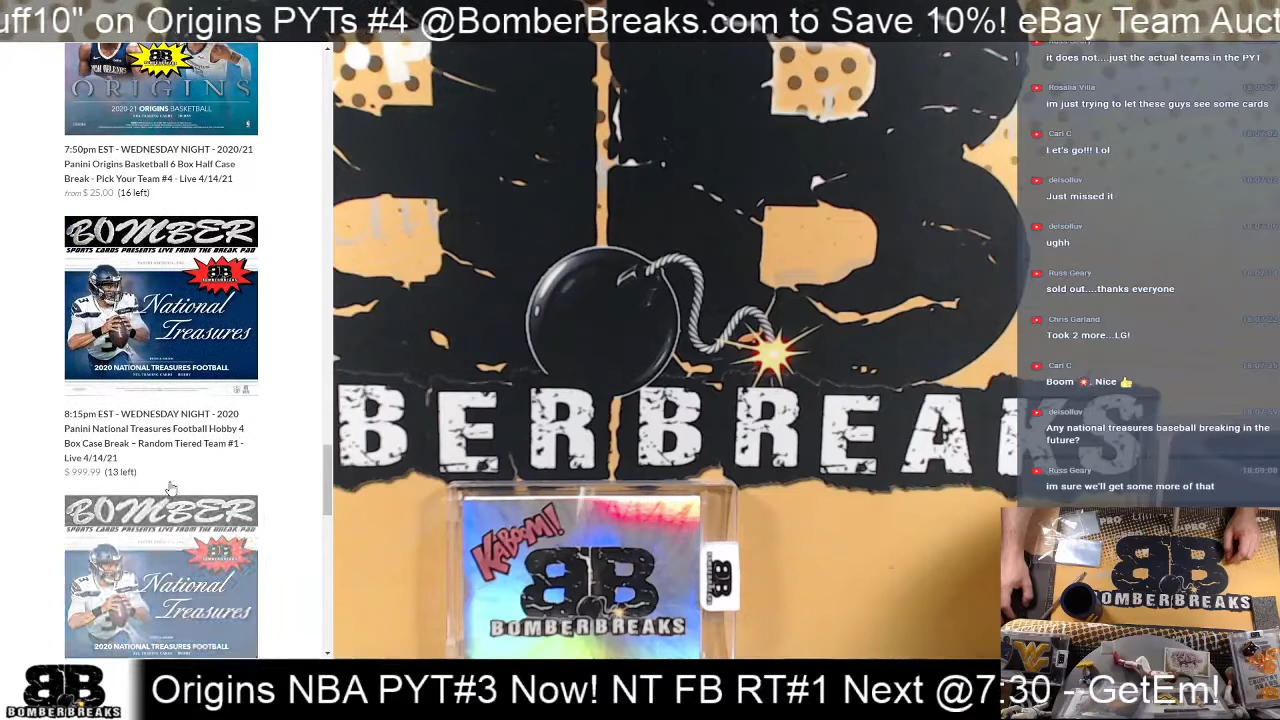 uff10" on Origins PYTs #4 @BomberBreaks.com to Save 10%! eBay Team Auct
ORIGINS
2020-21 ORIGINS BASKETBALL
7:50pm EST - WEDNESDAY NIGHT - 2020/21
Panini Origins Basketball 6 Box Half Case
Break - Pick Your Team #4 - Live 4/14/21
from $ 25.00 (16 left)
BOMBER
SPORTS CARDS PRESENTS LIVE FROM THE BREAK PAD
BB
BOMBERBREAKS
National
Treasures
2020 NATIONAL TREASURES FOOTBALL
8:15pm EST - WEDNESDAY NIGHT - 2020
Panini National Treasures Football Hobby 4
Box Case Break – Random Tiered Team #1 -
Live 4/14/21
$ 999.99 (13 left)
BOMBER
SPORTS CARDS PRESENTS LIVE FROM THE BREAK PAD
National
Treasures
2020 NATIONAL TREASURES FOOTBALL
BERBREAKS
KABOOM!
BB
BOMBERBREAKS
BB
it does not....just the actual teams in the PYT
Rosalia Villa
im just trying to let these guys see some cards
Carl C
Let's go!!! Lol
delsolluv
Just missed it
delsolluv
ughh
Russ Geary
sold out....thanks everyone
Chris Garland
Took 2 more...LG!
Carl C
Boom 💥. Nice 👍
delsolluv
Any national treasures baseball breaking in the
future?
Russ Geary
18:09:08
im sure we'll get some more of that
BB
BOMBERBREAKS
BB
BOMBERBREAKS
Origins NBA PYT#3 Now! NT FB RT#1 Next @7:30 - GetEm!